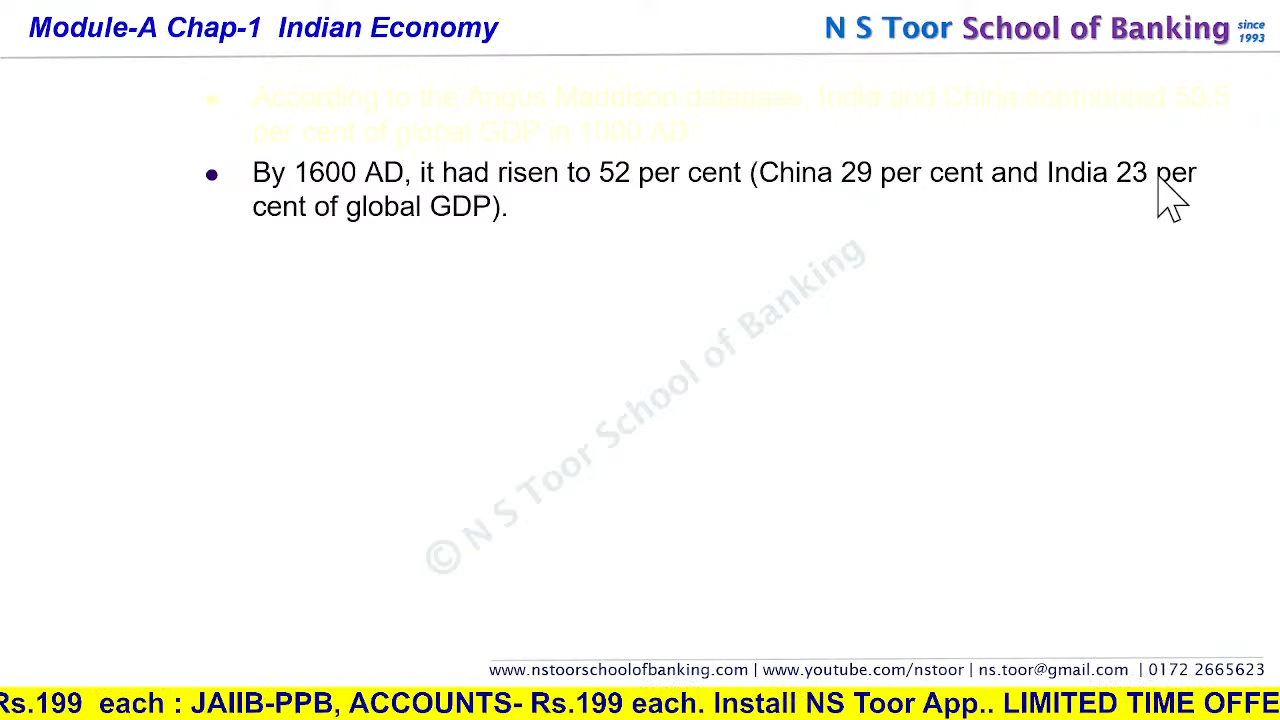 Module-A Chap-1 Indian Economy
N S Toor School of Banking since 1993
According to the Angus Maddison database, India and China dominated 50.5
per cent of global GDP in 1000 AD
By 1600 AD, it had risen to 52 per cent (China 29 per cent and India 23 per
cent of global GDP).
© N S Toor School of Banking
www.nstoorschoolofbanking.com | www.youtube.com/nstoor | ns.toor@gmail.com | 0172 2665623
Rs.199 each : JAIIB-PPB, ACCOUNTS- Rs.199 each. Install NS Toor App.. LIMITED TIME OFFE